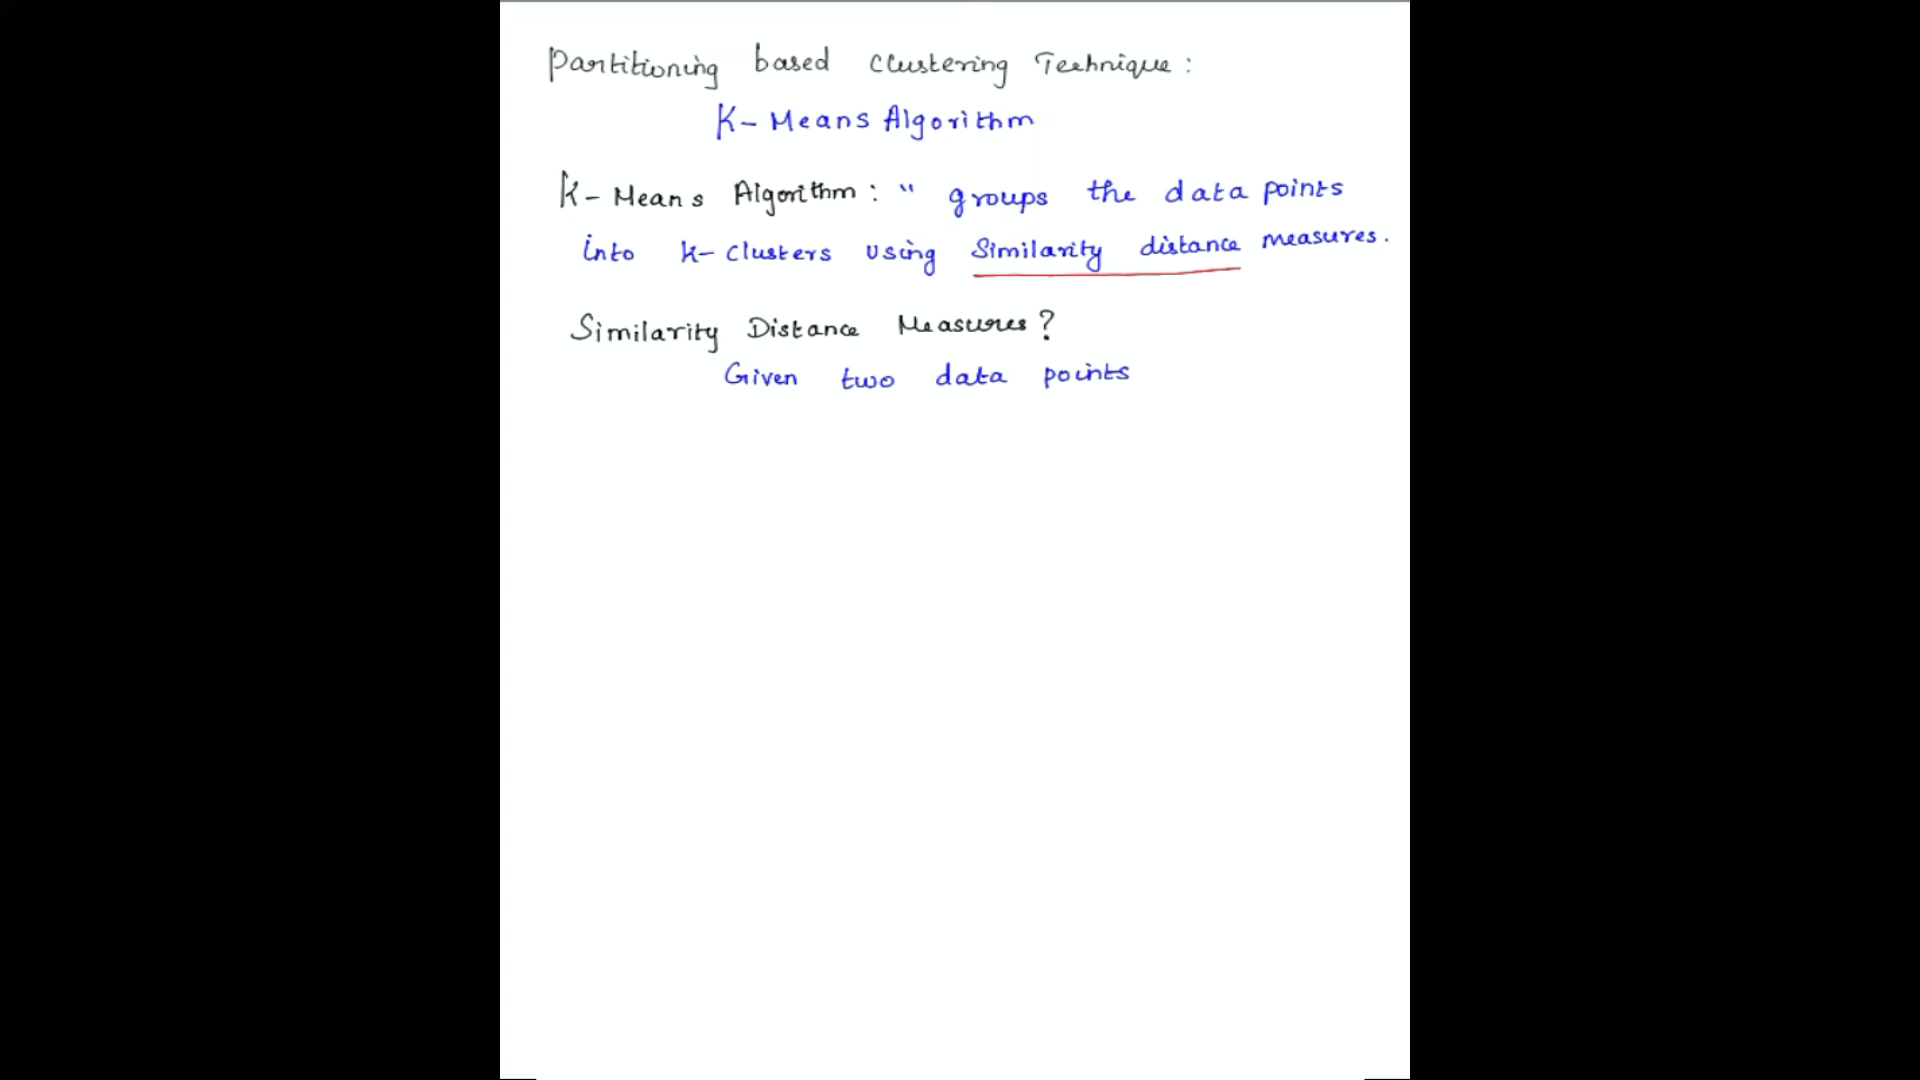 Partitioning based clustering Technique:
K-Means Algorithm
K-Means Algorithm: " groups the data points
into k-clusters using Similarity distance measures.
Similarity Distance Measures?
Given two data points